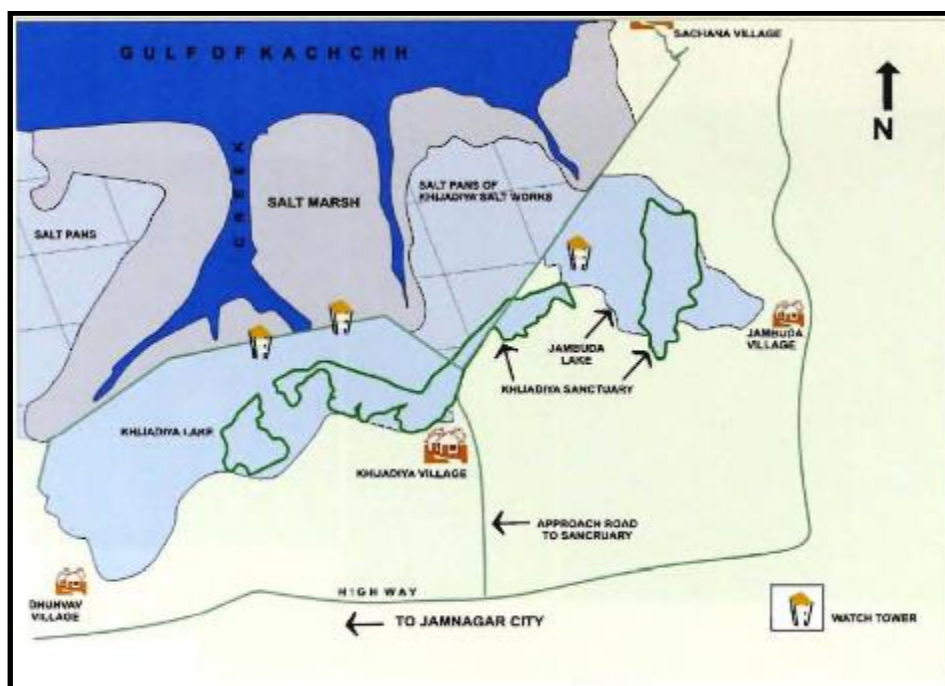 SACHANA VILLAGE
GULF OF KACHCHH
N
CREEK
SALT MARSH
SALT PANS OF
KHIJADIYA SALT WORKS
SALT PANS
JAMBUDA
LAKE
JAMBUDA
VILLAGE
KHIJADIYA SANCTUARY
KHIJADIYA LAKE
KHIJADIYA VILLAGE
APPROACH ROAD
TO SANCRUARY
HIGH WAY
DHUNVAV
VILLAGE
TO JAMNAGAR CITY
WATCH TOWER